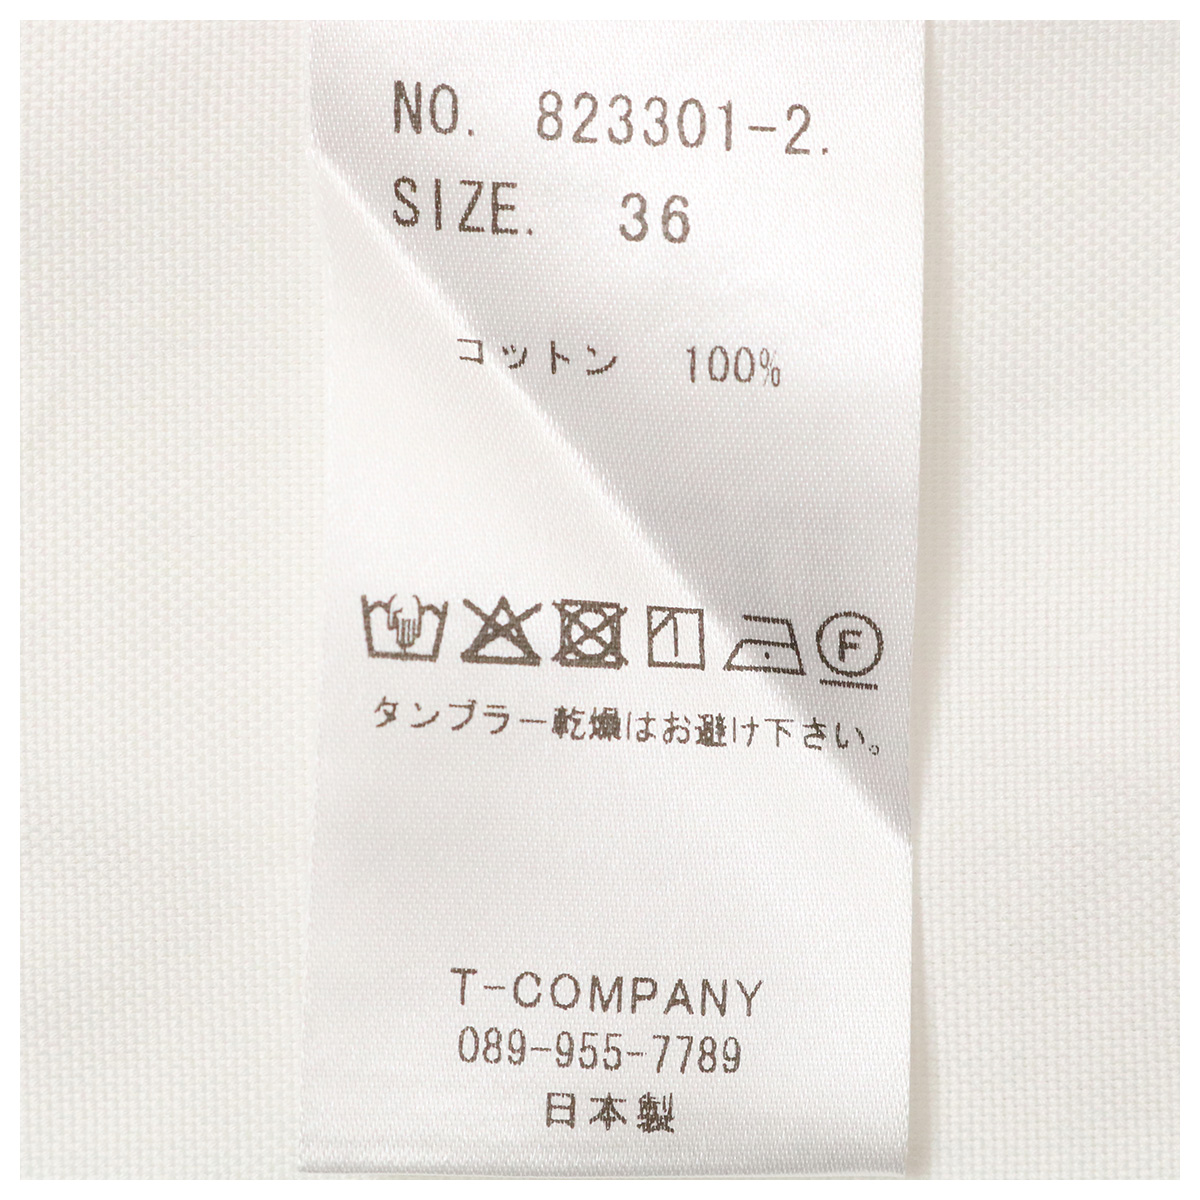 NO. 823301-2.
SIZE. 36
コットン 100%
F
タンブラー乾燥はお避け下さい。
T-COMPANY
089-955-7789
日本製